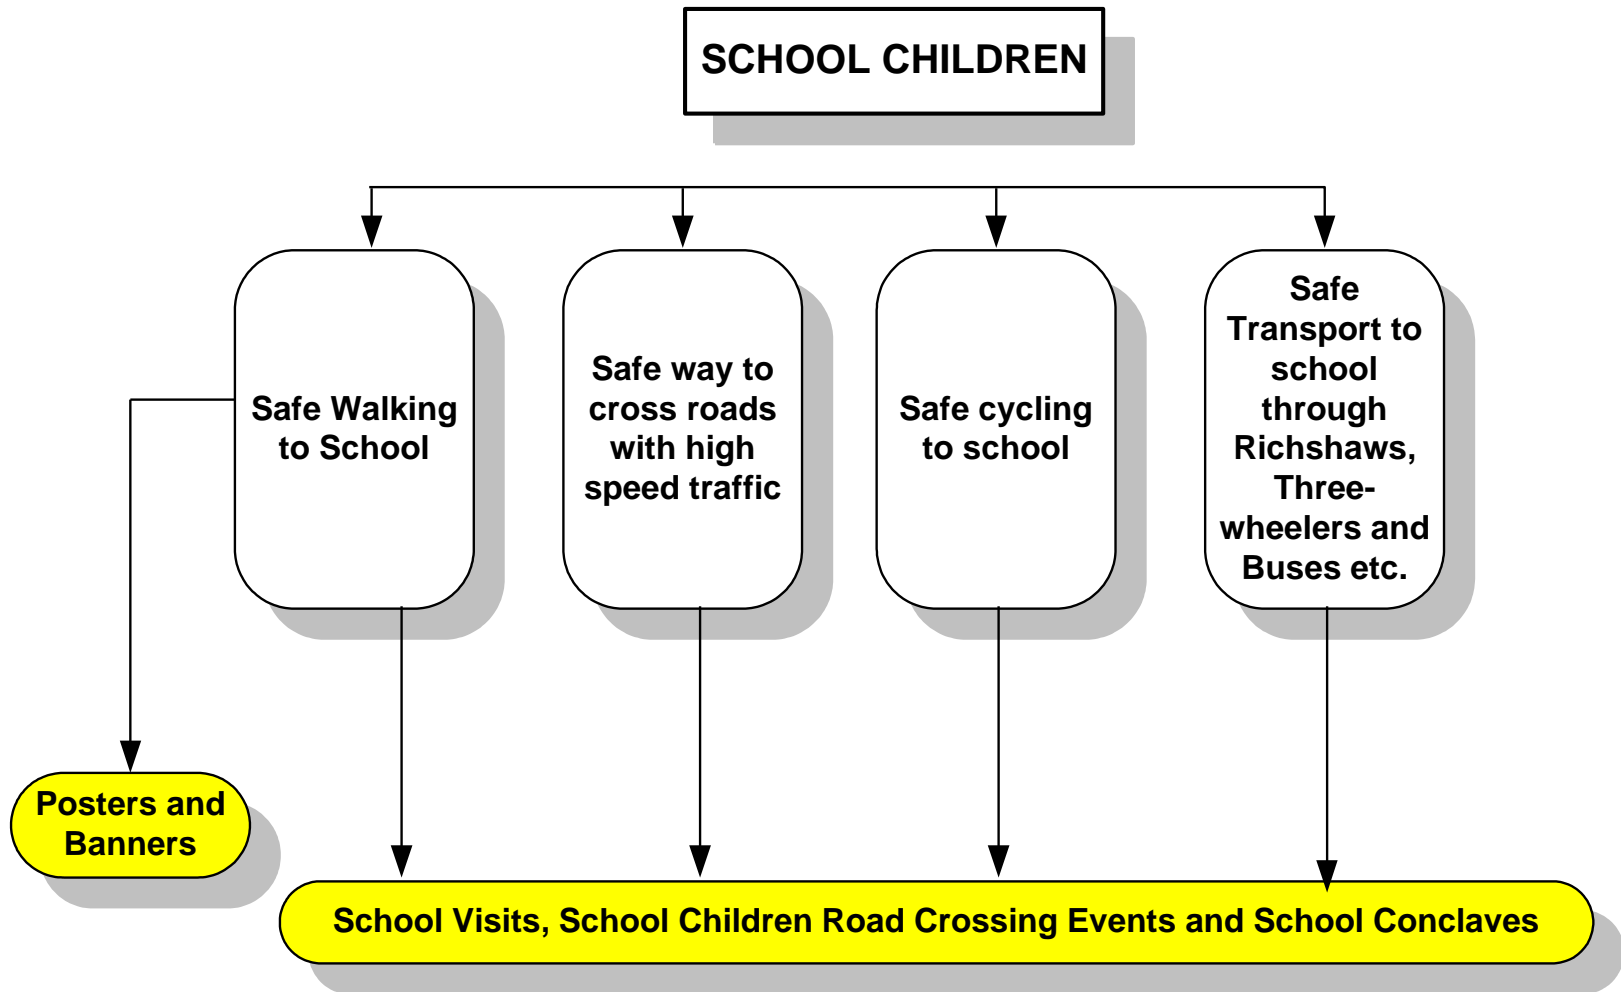 SCHOOL CHILDREN
Safe Walking
to School
Safe way to
cross roads
with high
speed traffic
Safe cycling
to school
Safe
Transport to
school
through
Richshaws,
Three-
wheelers and
Buses etc.
Posters and
Banners
School Visits, School Children Road Crossing Events and School Conclaves